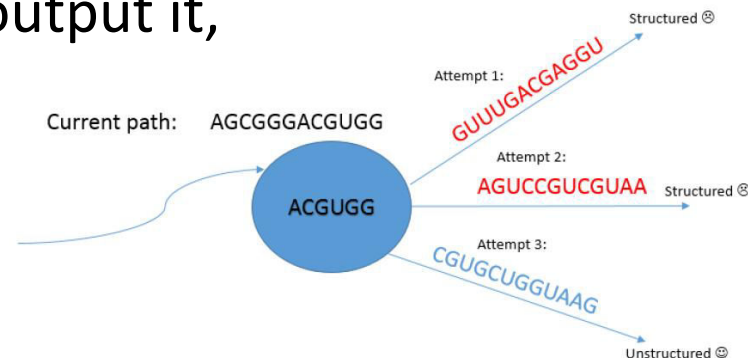 output it,
Structured ☹
Attempt 1:
GUUUGACGAGGU
Current path: AGCGGGACGUGG
Attempt 2:
AGUCCGUCGUAA Structured ☹
ACGUGG
Attempt 3:
CGUGCUGGUAAG
Unstructured ☺